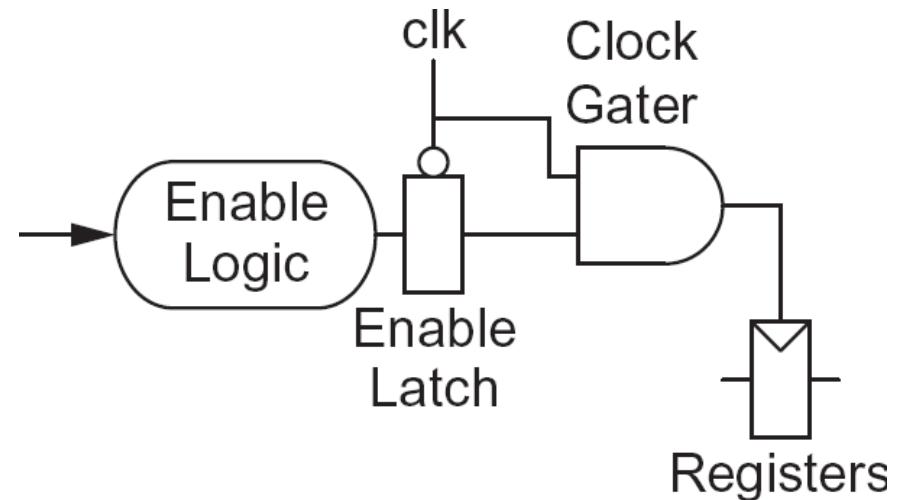 clk
Clock
Gater
Enable
Logic
Enable
Latch
Registers